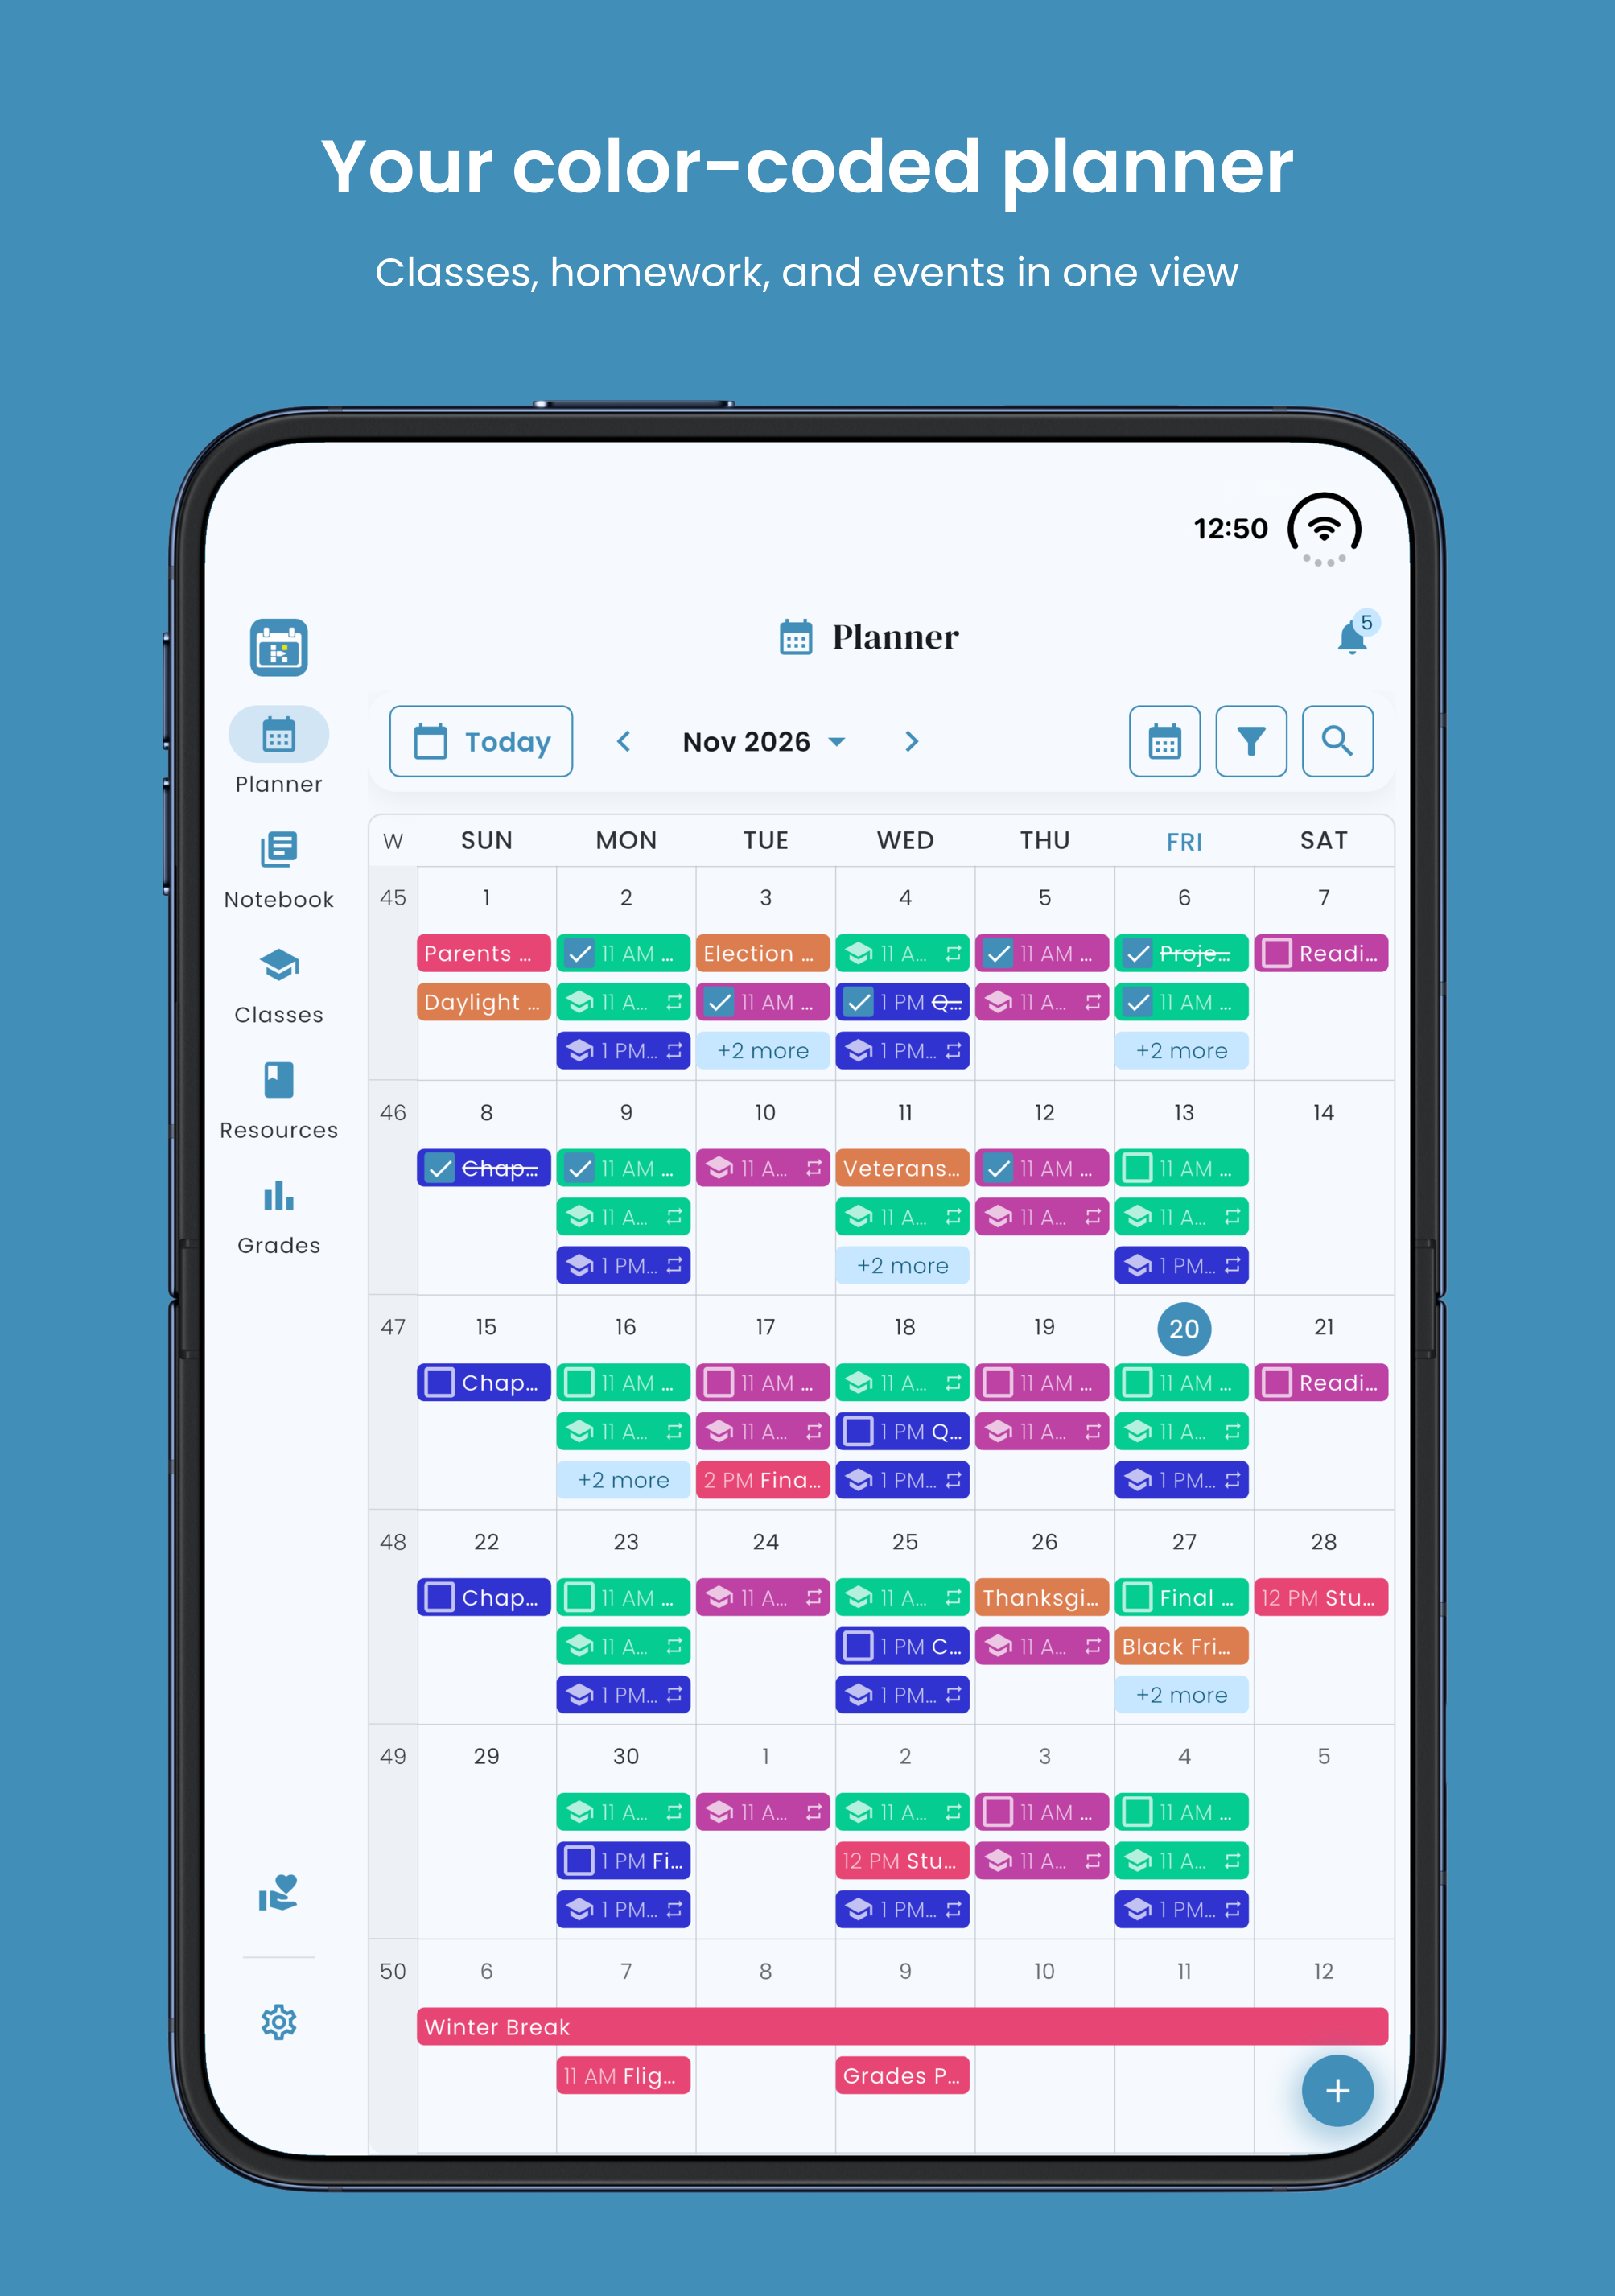 Your color-coded planner
Classes, homework, and events in one view
12:50
Planner
5
Today
Nov 2026
Planner
Notebook
Classes
Resources
Grades
W SUN MON TUE WED THU FRI SAT
45 1 2 3 4 5 6 7
Parents ... 11 AM ... Election ... 11 A... 11 AM ... Proje... Readi...
Daylight ... 11 A... 11 AM ... 1 PM Q... 11 A... 11 AM ...
1 PM... +2 more 1 PM... +2 more
46 8 9 10 11 12 13 14
Chap... 11 AM ... 11 A... Veterans... 11 AM ... 11 AM ...
11 A... 11 A... 11 A... 11 A...
1 PM... +2 more 1 PM...
47 15 16 17 18 19 20 21
Chap... 11 AM ... 11 AM ... 11 A... 11 AM ... 11 AM ... Readi...
11 A... 11 A... 1 PM Q... 11 A... 11 A...
+2 more 2 PM Fina... 1 PM... 1 PM...
48 22 23 24 25 26 27 28
Chap... 11 AM ... 11 A... 11 A... Thanksgi... Final ... 12 PM Stu...
11 A... 1 PM C... 11 A... Black Fri...
1 PM... 1 PM... +2 more
49 29 30 1 2 3 4 5
11 A... 11 A... 11 A... 11 AM ... 11 AM ...
1 PM Fi... 12 PM Stu... 11 A... 11 A...
1 PM... 1 PM... 1 PM...
50 6 7 8 9 10 11 12
Winter Break
11 AM Flig... Grades P...